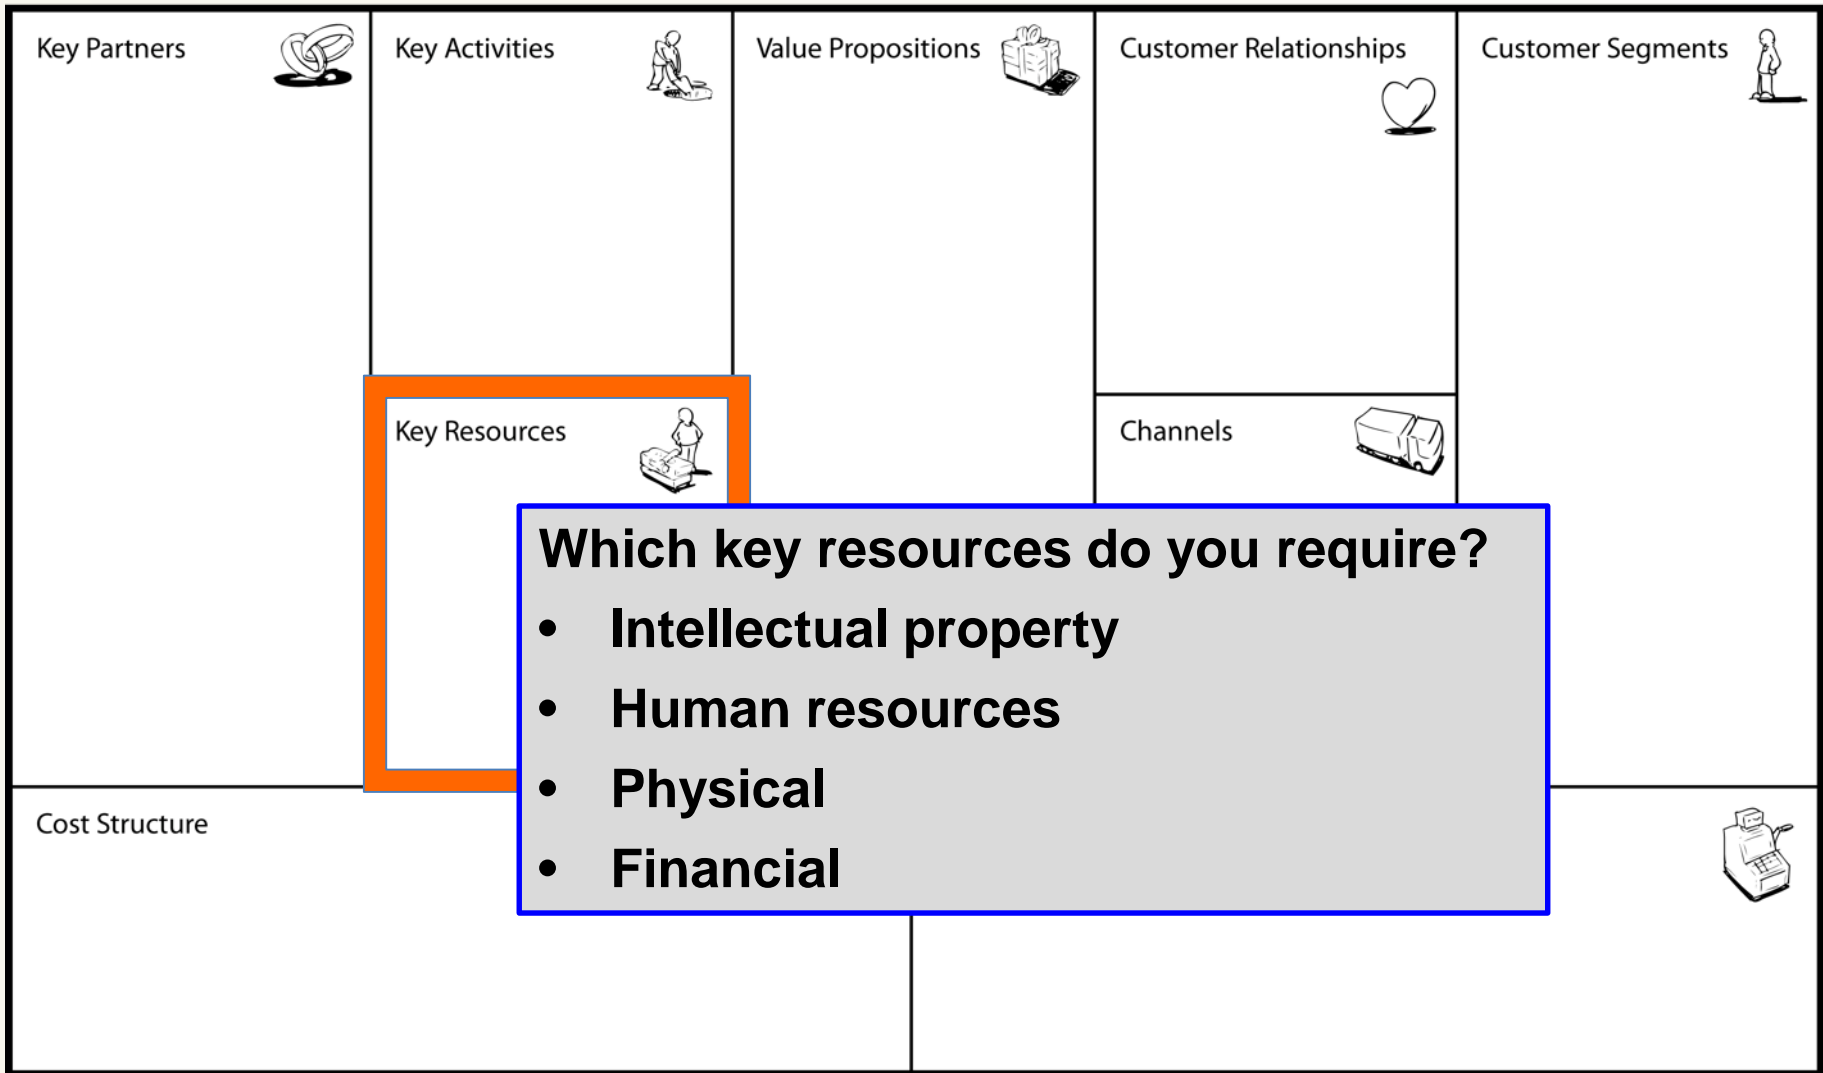 Key Partners
Key Activities
Value Propositions
Customer Relationships
Customer Segments
Key Resources
Channels
Which key resources do you require?
• Intellectual property
• Human resources
• Physical
• Financial
Cost Structure